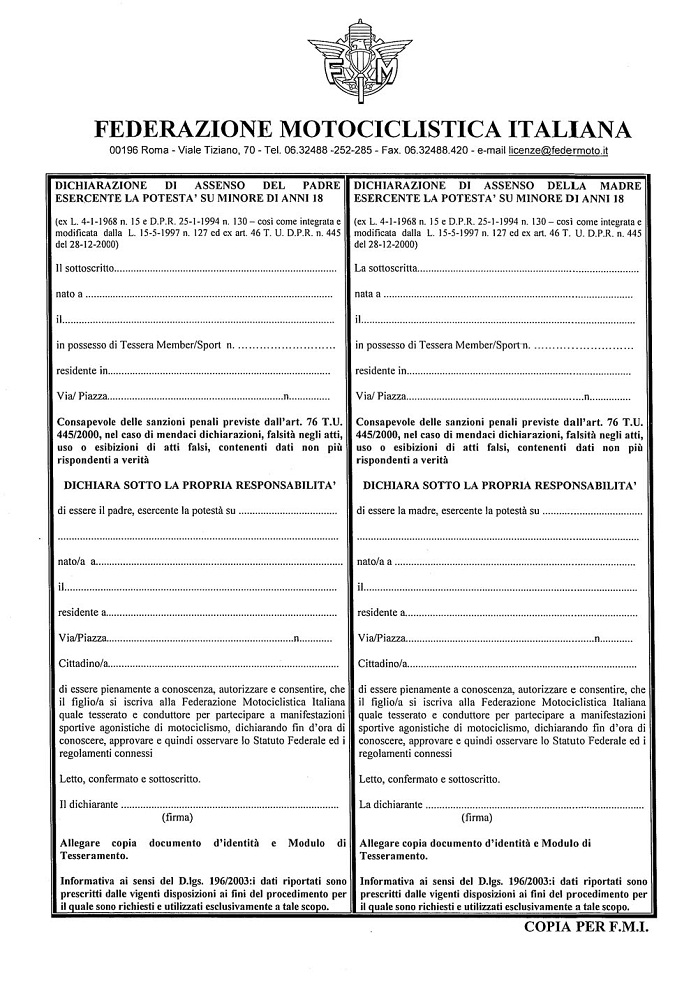 F M
FEDERAZIONE MOTOCICLISTICA ITALIANA
00196 Roma - Viale Tiziano, 70 - Tel. 06.32488 -252-285 - Fax. 06.32488.420 - e-mail licenze@federmoto.it
DICHIARAZIONE DI ASSENSO DEL PADRE
ESERCENTE LA POTESTA' SU MINORE DI ANNI 18
(ex L. 4-1-1968 n. 15 e D.P.R. 25-1-1994 n. 130 – così come integrata e
modificata dalla L. 15-5-1997 n. 127 ed ex art. 46 T. U. D.P.R. n. 445
del 28-12-2000)
Il sottoscritto...........................................................................
nato a ...................................................................................
il...........................................................................................
in possesso di Tessera Member/Sport n. ………………………
residente in............................................................................
Via/ Piazza...........................................................n...............
Consapevole delle sanzioni penali previste dall'art. 76 T.U.
445/2000, nel caso di mendaci dichiarazioni, falsità negli atti,
uso o esibizioni di atti falsi, contenenti dati non più
rispondenti a verità
DICHIARA SOTTO LA PROPRIA RESPONSABILITA'
di essere il padre, esercente la potestà su .................................
...............................................................................................
nato/a a..................................................................................
il.............................................................................................
residente a..............................................................................
Via/Piazza...............................................................n...........
Cittadino/a..............................................................................
di essere pienamente a conoscenza, autorizzare e consentire, che
il figlio/a si iscriva alla Federazione Motociclistica Italiana
quale tesserato e conduttore per partecipare a manifestazioni
sportive agonistiche di motociclismo, dichiarando fin d'ora di
conoscere, approvare e quindi osservare lo Statuto Federale ed i
regolamenti connessi
Letto, confermato e sottoscritto.
Il dichiarante .........................................................................
(firma)
Allegare copia documento d'identità e Modulo di
Tesseramento.
Informativa ai sensi del D.lgs. 196/2003:i dati riportati sono
prescritti dalle vigenti disposizioni ai fini del procedimento per
il quale sono richiesti e utilizzati esclusivamente a tale scopo.
DICHIARAZIONE DI ASSENSO DELLA MADRE
ESERCENTE LA POTESTA' SU MINORE DI ANNI 18
(ex L. 4-1-1968 n. 15 e D.P.R. 25-1-1994 n. 130 – così come integrata e
modificata dalla L. 15-5-1997 n. 127 ed ex art. 46 T. U. D.P.R. n. 445
del 28-12-2000)
La sottoscritta...........................................................................
nata a ...................................................................................
il...........................................................................................
in possesso di Tessera Member/Sport n. ………………………
residente in............................................................................
Via/ Piazza...........................................................n...............
Consapevole delle sanzioni penali previste dall'art. 76 T.U.
445/2000, nel caso di mendaci dichiarazioni, falsità negli atti,
uso o esibizioni di atti falsi, contenenti dati non più
rispondenti a verità
DICHIARA SOTTO LA PROPRIA RESPONSABILITA'
di essere la madre, esercente la potestà su .................................
...............................................................................................
nato/a a ................................................................................
il.............................................................................................
residente a..............................................................................
Via/Piazza...............................................................n...........
Cittadino/a..............................................................................
di essere pienamente a conoscenza, autorizzare e consentire, che
il figlio/a si iscriva alla Federazione Motociclistica Italiana
quale tesserato e conduttore per partecipare a manifestazioni
sportive agonistiche di motociclismo, dichiarando fin d'ora di
conoscere, approvare e quindi osservare lo Statuto Federale ed i
regolamenti connessi
Letto, confermato e sottoscritto.
La dichiarante .........................................................................
(firma)
Allegare copia documento d'identità e Modulo di
Tesseramento.
Informativa ai sensi del D.lgs. 196/2003:i dati riportati sono
prescritti dalle vigenti disposizioni ai fini del procedimento per
il quale sono richiesti e utilizzati esclusivamente a tale scopo.
COPIA PER F.M.I.